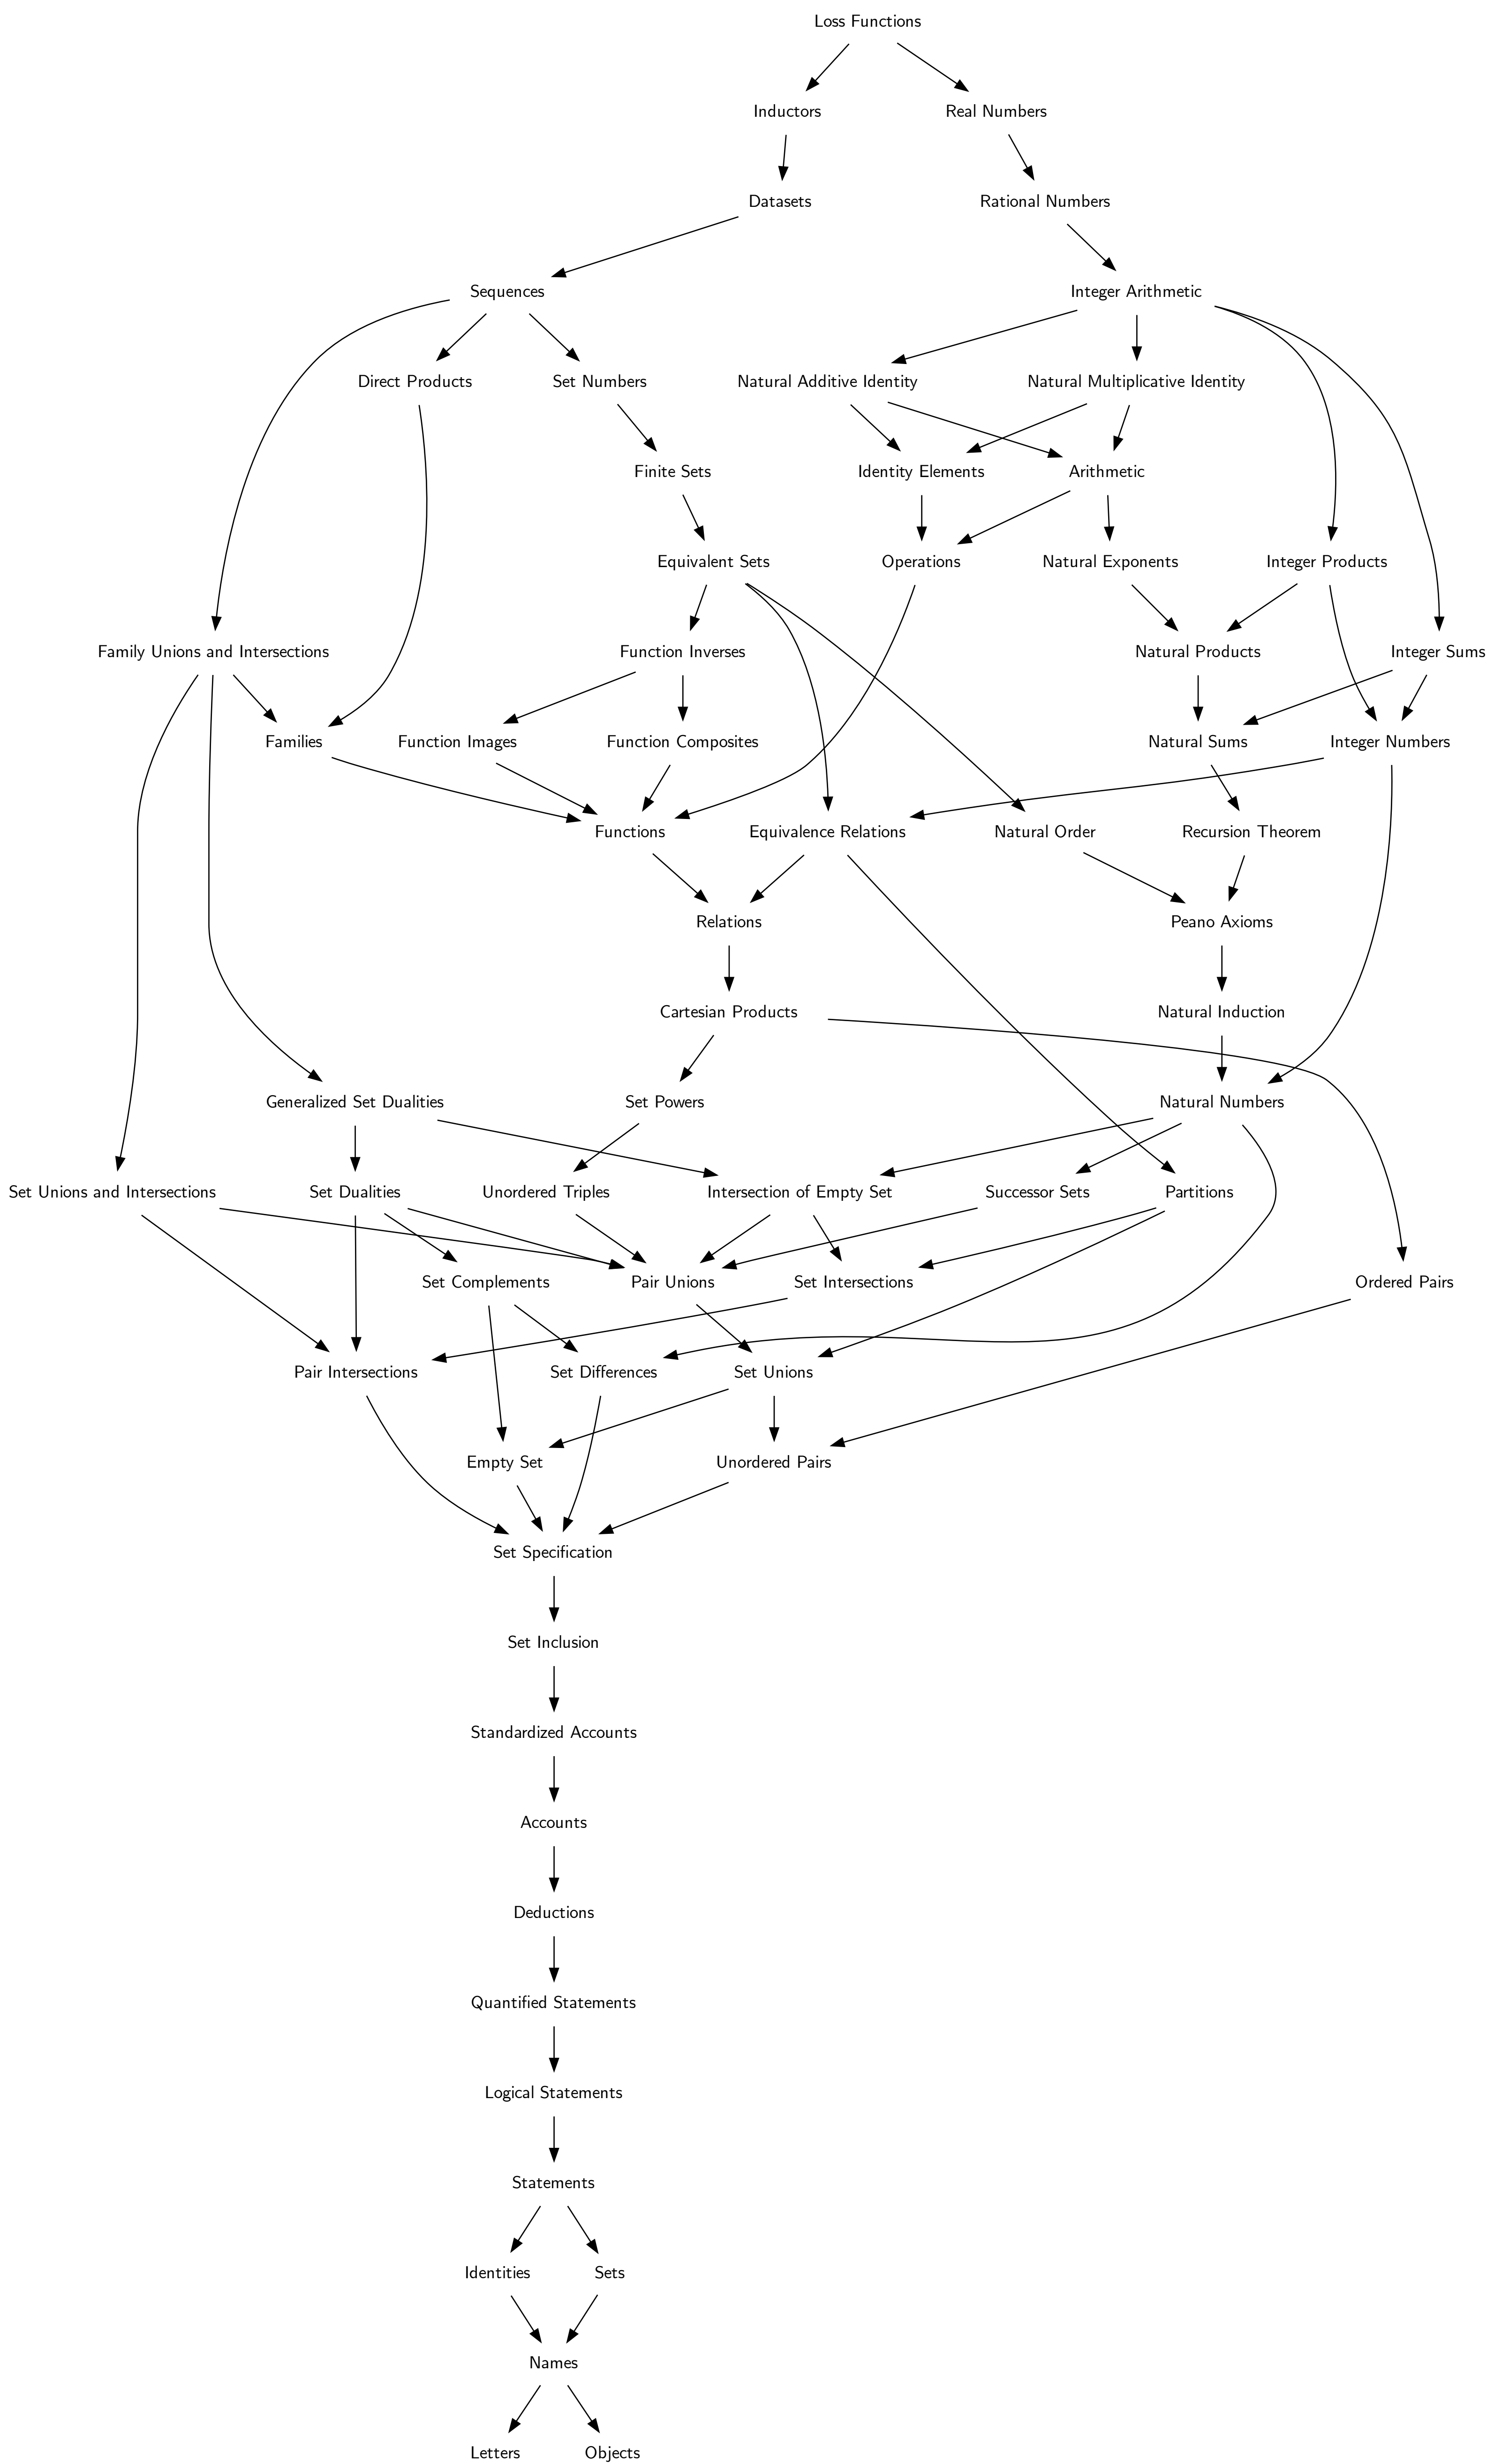 Loss Functions
Inductors
Real Numbers
Datasets
Rational Numbers
Sequences
Integer Arithmetic
Direct Products
Set Numbers
Natural Additive Identity
Natural Multiplicative Identity
Finite Sets
Identity Elements
Arithmetic
Equivalent Sets
Operations
Natural Exponents
Integer Products
Family Unions and Intersections
Function Inverses
Natural Products
Integer Sums
Families
Function Images
Function Composites
Natural Sums
Integer Numbers
Functions
Equivalence Relations
Natural Order
Recursion Theorem
Relations
Peano Axioms
Cartesian Products
Natural Induction
Generalized Set Dualities
Set Powers
Natural Numbers
Set Unions and Intersections
Set Dualities
Unordered Triples
Intersection of Empty Set
Successor Sets
Partitions
Set Complements
Pair Unions
Set Intersections
Ordered Pairs
Pair Intersections
Set Differences
Set Unions
Empty Set
Unordered Pairs
Set Specification
Set Inclusion
Standardized Accounts
Accounts
Deductions
Quantified Statements
Logical Statements
Statements
Identities
Sets
Names
Letters
Objects